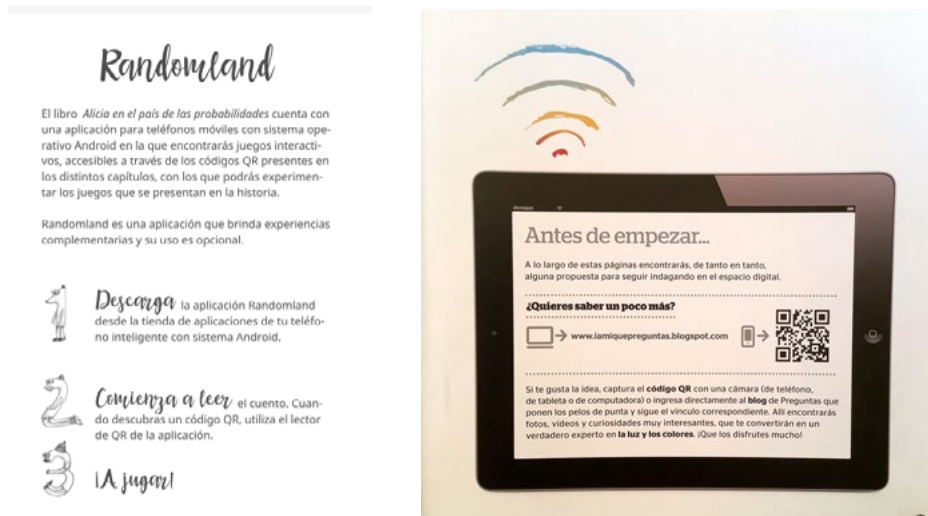 Randomland
El libro Alicia en el país de las probabilidades cuenta con
una aplicación para teléfonos móviles con sistema ope-
rativo Android en la que encontrarás juegos interacti-
vos, accesibles a través de los códigos QR presentes en
los distintos capítulos, con los que podrás experimen-
tar los juegos que se presentan en la historia.
Randomland es una aplicación que brinda experiencias
complementarias y su uso es opcional.
1 Descarga la aplicación Randomland
desde la tienda de aplicaciones de tu teléfo-
no inteligente con sistema Android.
2 Comienza a leer el cuento. Cuan-
do descubras un código QR, utiliza el lector
de QR de la aplicación.
3 ¡A jugar!
Antes de empezar...
A lo largo de estas páginas encontrarás, de tanto en tanto,
alguna propuesta para seguir indagando en el espacio digital.
¿Quieres saber un poco más?
www.iamiquepreguntas.blogspot.com
Si te gusta la idea, captura el código QR con una cámara (de teléfono,
de tableta o de computadora) o ingresa directamente al blog de Preguntas que
ponen los pelos de punta y sigue el vínculo correspondiente. Allí encontrarás
fotos, videos y curiosidades muy interesantes, que te convertirán en un
verdadero experto en la luz y los colores. ¡Que los disfrutes mucho!